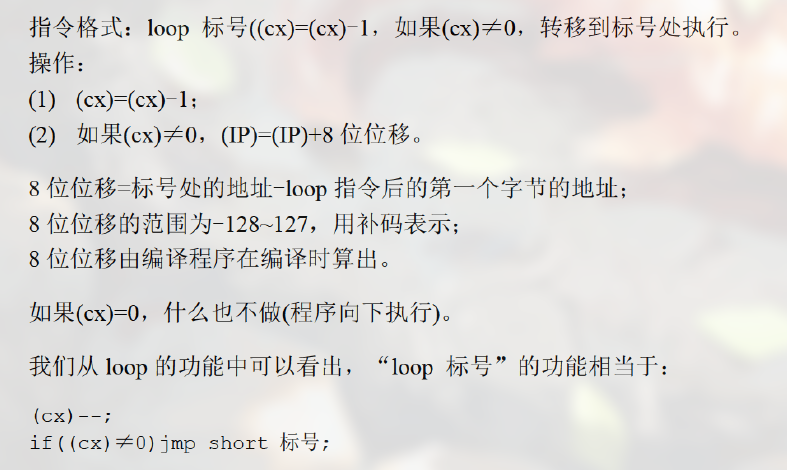 指令格式：loop 标号((cx)=(cx)-1，如果(cx)≠0，转移到标号处执行。
操作：
(1) (cx)=(cx)-1；
(2) 如果(cx)≠0，(IP)=(IP)+8 位位移。
8 位位移=标号处的地址-loop 指令后的第一个字节的地址；
8 位位移的范围为-128~127，用补码表示；
8 位位移由编译程序在编译时算出。
如果(cx)=0，什么也不做(程序向下执行)。
我们从 loop 的功能中可以看出，“loop 标号”的功能相当于：
(cx)--;
if((cx)≠0)jmp short 标号;